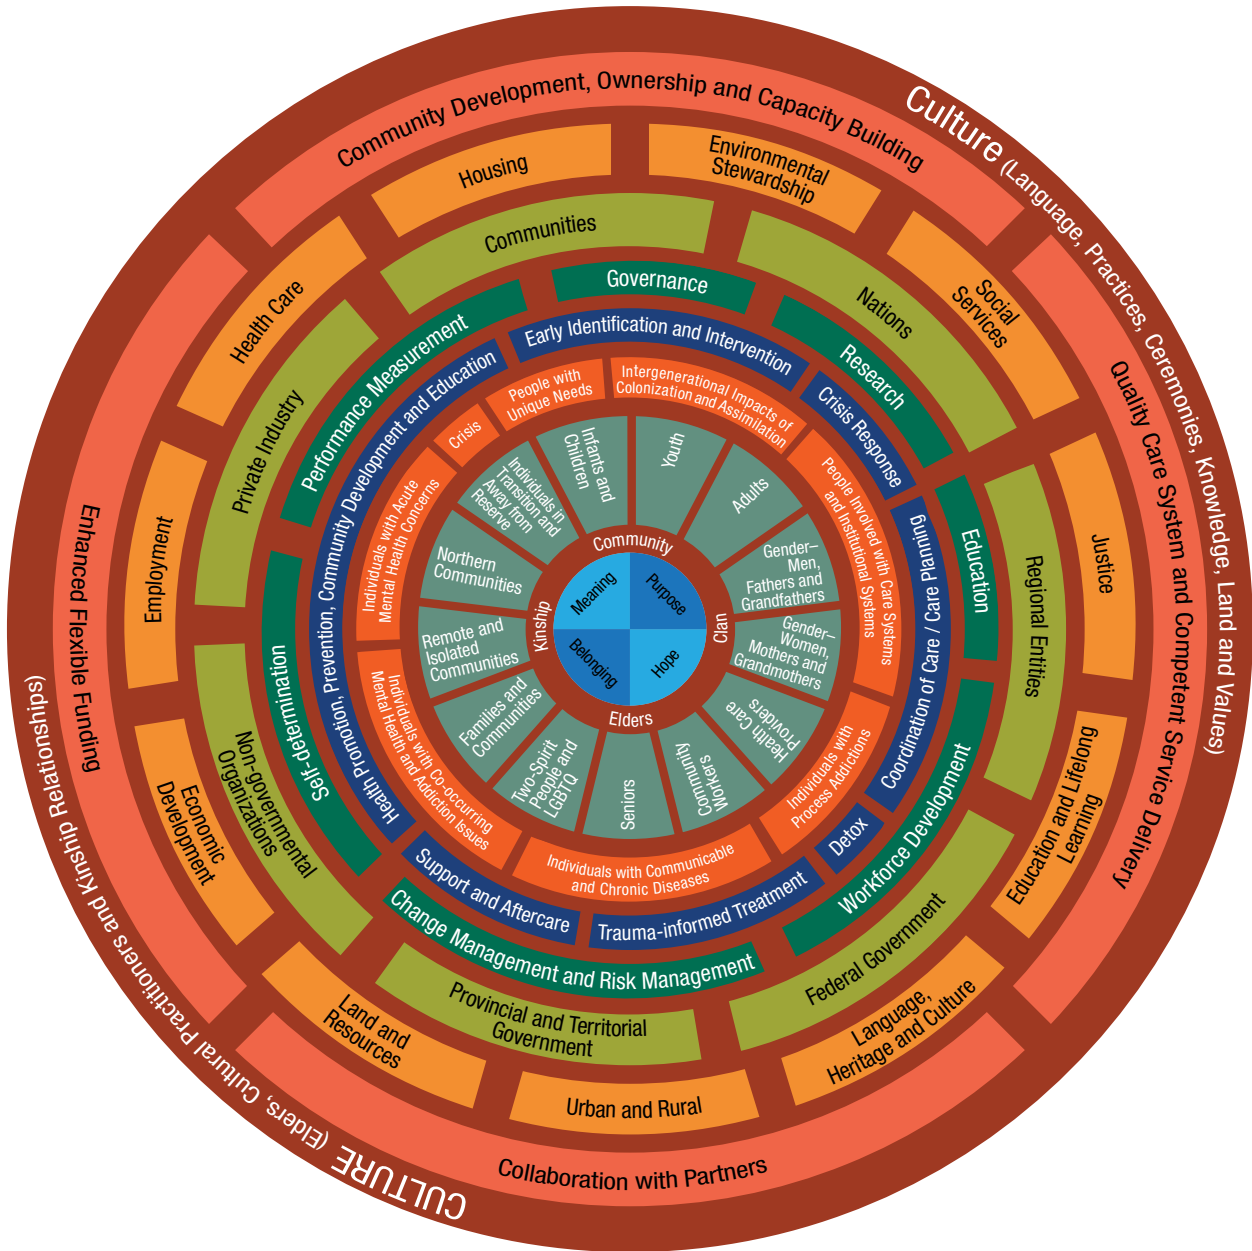 Culture (Language, Practices, Ceremonies, Knowledge, Land and Values)
CULTURE (Elders, Cultural Practitioners and Kinship Relationships)
Community Development, Ownership and Capacity Building
Quality Care System and Competent Service Delivery
Collaboration with Partners
Enhanced Flexible Funding
Housing
Environmental
Stewardship
Social
Services
Justice
Education and Lifelong
Learning
Language,
Heritage and Culture
Urban and Rural
Land and
Resources
Economic
Development
Employment
Health Care
Communities
Nations
Regional Entities
Federal Government
Provincial and Territorial
Government
Non-governmental
Organizations
Private Industry
Governance
Research
Education
Workforce Development
Change Management and Risk Management
Self-determination
Performance Measurement
Early Identification and Intervention
Crisis Response
Coordination of Care / Care Planning
Detox
Trauma-informed Treatment
Support and Aftercare
Health Promotion, Prevention, Community Development and Education
People with
Unique Needs
Intergenerational Impacts of
Colonization and Assimilation
People Involved with Care Systems
and Institutional Systems
Individuals with
Process Addictions
Individuals with Communicable
and Chronic Diseases
Individuals with Co-occurring
Mental Health and Addiction Issues
Individuals with Acute
Mental Health Concerns
Crisis
Infants and
Children
Youth
Adults
Gender–
Men,
Fathers and
Grandfathers
Gender–
Women,
Mothers and
Grandmothers
Health Care
Providers
Community
Workers
Seniors
Two-Spirit
People and
LGBTQ
Families and
Communities
Remote and
Isolated
Communities
Northern
Communities
Individuals in
Transition and
Away from
Reserve
Community
Clan
Elders
Kinship
Meaning
Purpose
Hope
Belonging